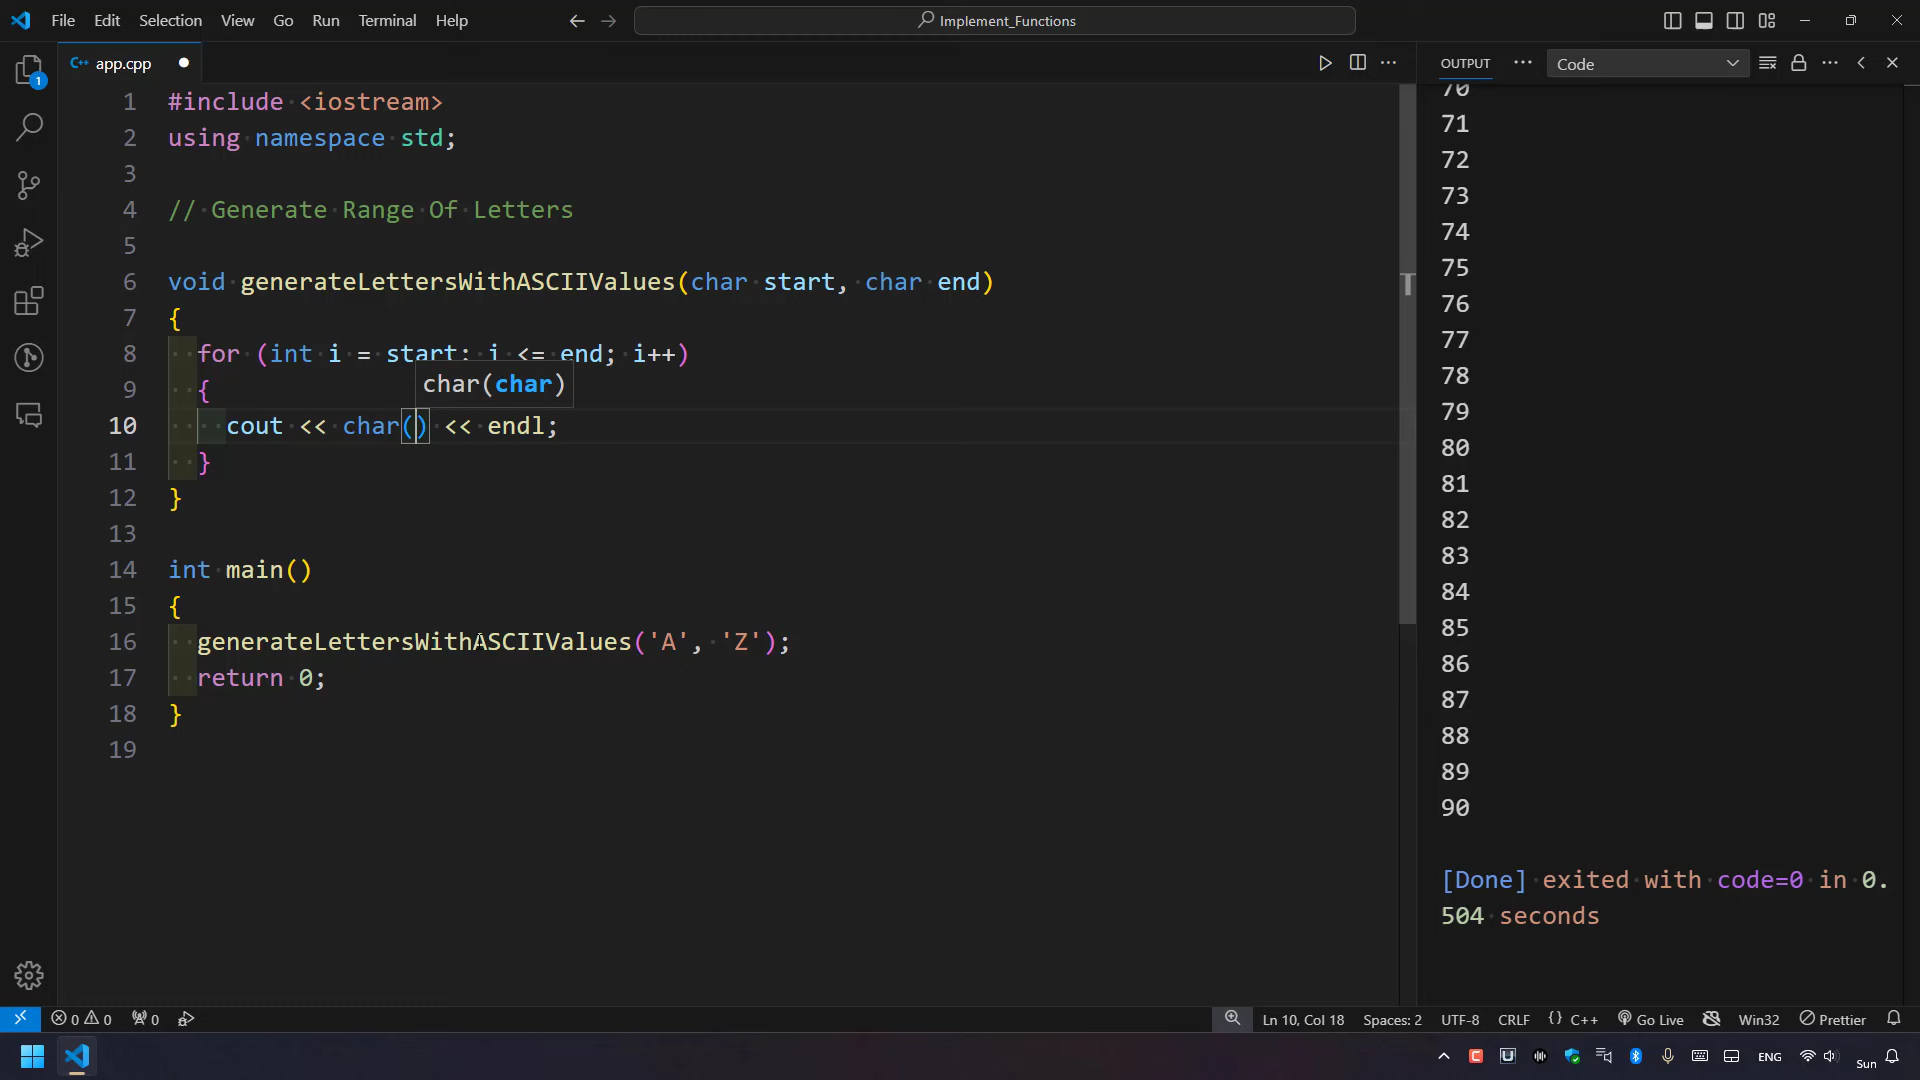 File Edit Selection View Go Run Terminal Help
Implement_Functions
app.cpp
OUTPUT
Code
1
1 #include <iostream>
2 using namespace std;
3
4 // Generate Range Of Letters
5
6 void generateLettersWithASCIIValues(char start, char end)
7 {
8 for (int i = start; i <= end; i++)
char(char)
9 {
10 cout << char() << endl;
11 }
12 }
13
14 int main()
15 {
16 generateLettersWithASCIIValues('A', 'Z');
17 return 0;
18 }
19
70
71
72
73
74
75
76
77
78
79
80
81
82
83
84
85
86
87
88
89
90
[Done] exited with code=0 in 0.
504 seconds
0 0 0 Ln 10, Col 18 Spaces: 2 UTF-8 CRLF {} C++ Go Live Win32 Prettier
ENG Sun